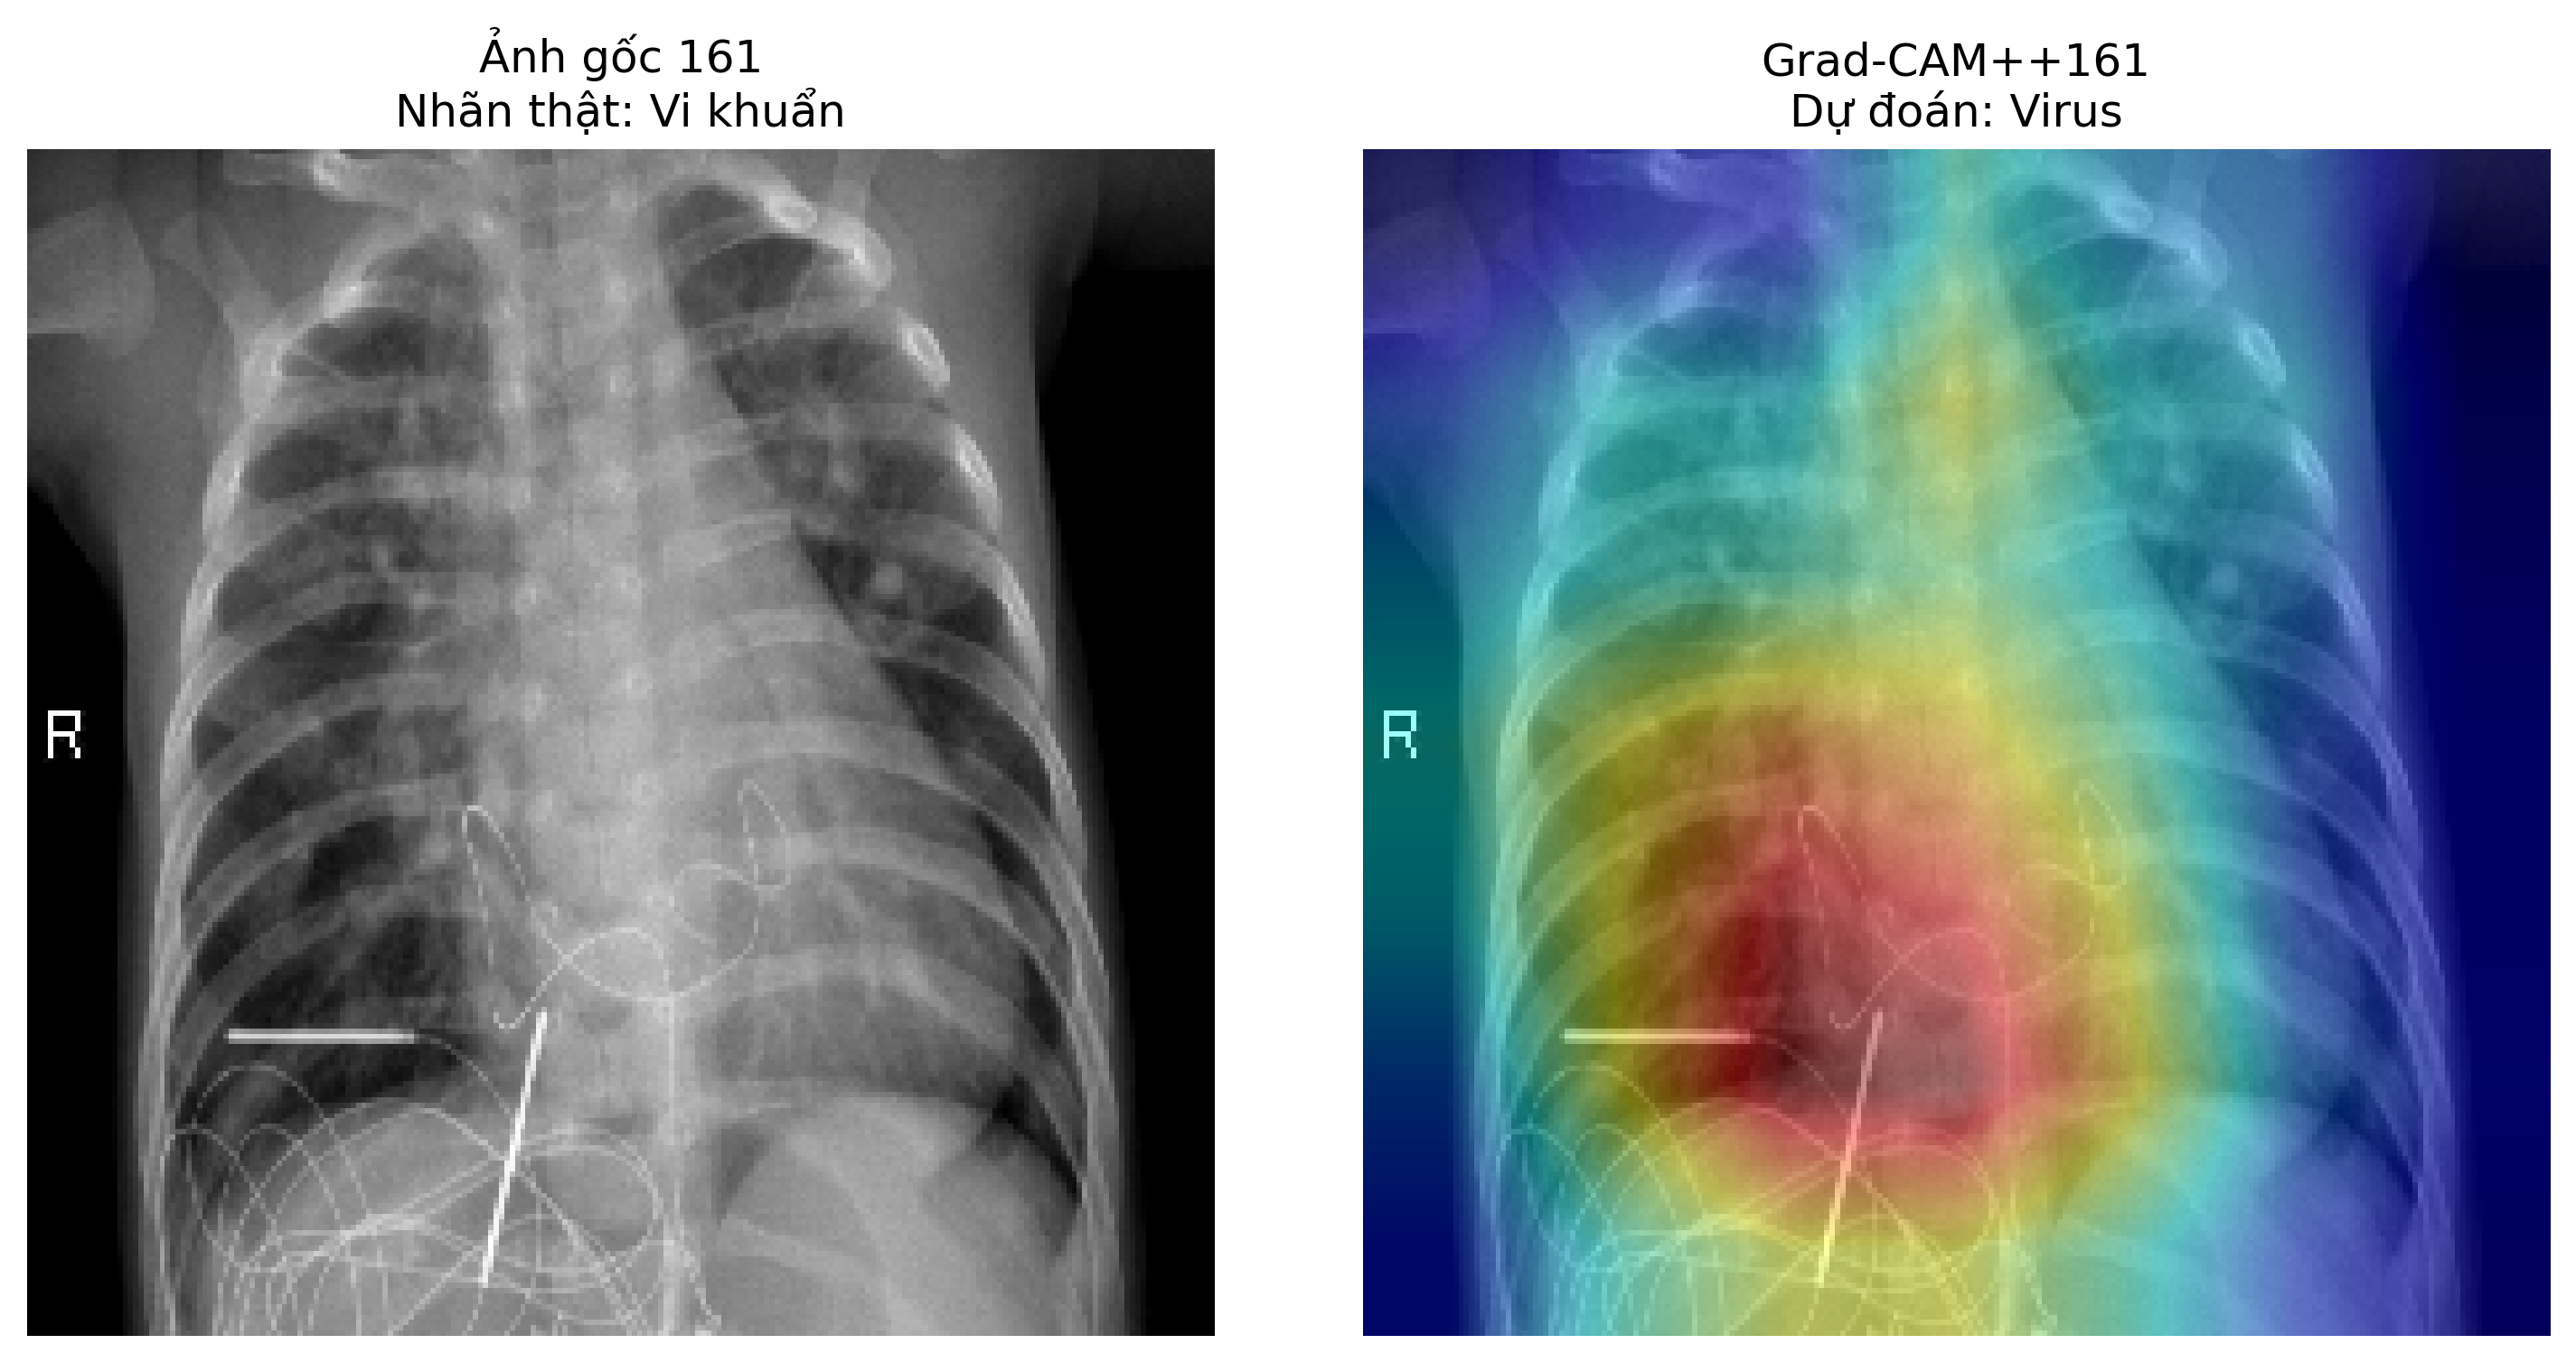 Ảnh gốc 161
Nhãn thật: Vi khuẩn
Grad-CAM++161
Dự đoán: Virus
R
R